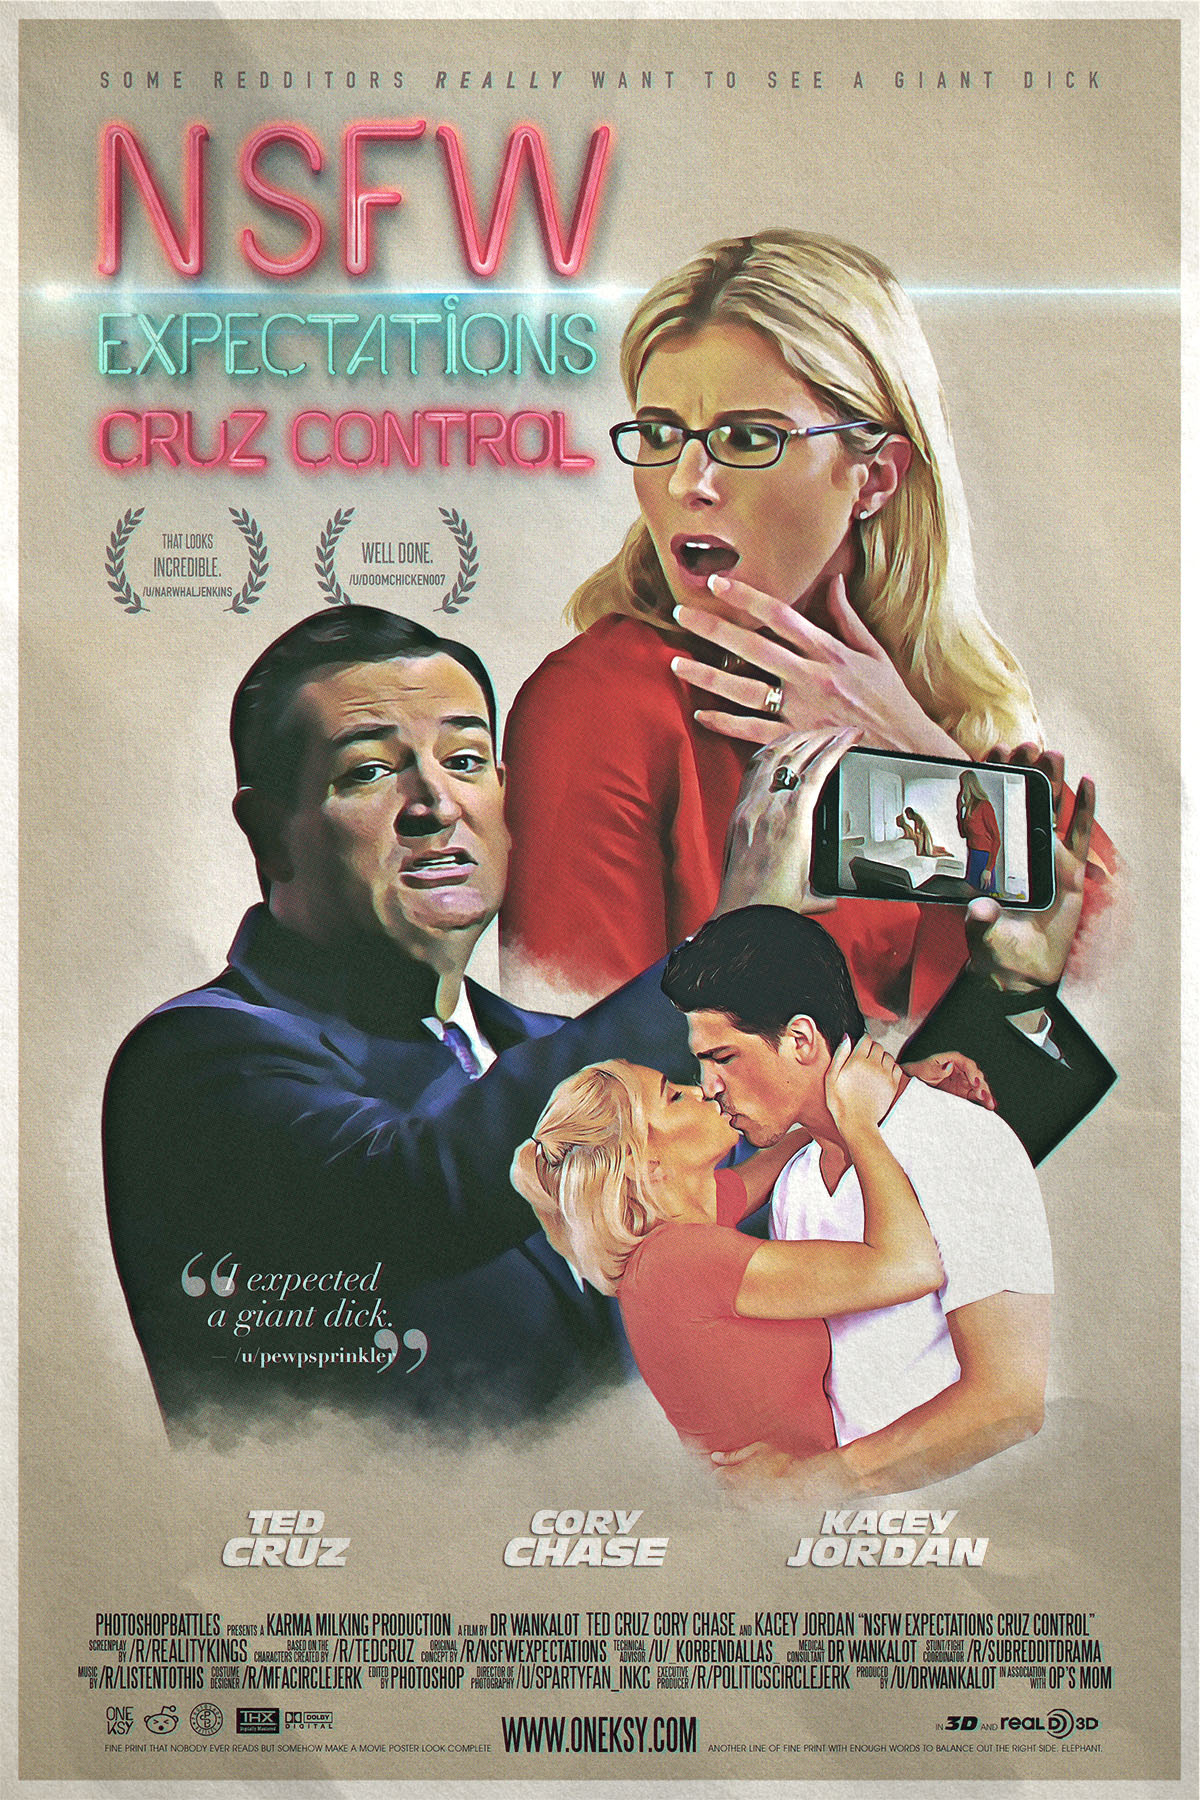 SOME REDDITORS REALLY WANT TO SEE A GIANT DICK
NSFW
EXPECTATiONS
CRUZ CONTROL
THAT LOOKS
INCREDIBLE.
/U/NARWHALJENKINS
WELL DONE.
/U/DOOMCHICKEN007
“I expected
a giant dick.”
— /u/pewpsprinkler
TED
CRUZ
CORY
CHASE
KACEY
JORDAN
PHOTOSHOPBATTLES PRESENTS A KARMA MILKING PRODUCTION A FILM BY DR WANKALOT TED CRUZ CORY CHASE AND KACEY JORDAN “NSFW EXPECTATIONS CRUZ CONTROL”
SCREENPLAY BY /R/REALITYKINGS BASED ON THE CHARACTERS CREATED BY /R/TEDCRUZ ORIGINAL CONCEPT BY /R/NSFWEXPECTATIONS TECHNICAL ADVISOR /U/_KORBENDALLAS_ MEDICAL CONSULTANT DR WANKALOT STUNT/FIGHT COORDINATOR /R/SUBREDDITDRAMA
MUSIC BY /R/LISTENTOTHIS COSTUME DESIGNER /R/MFACIRCLEJERK EDITED BY PHOTOSHOP DIRECTOR OF PHOTOGRAPHY /U/SPARTYFAN_INKC EXECUTIVE PRODUCER /R/POLITICSCIRCLEJERK PRODUCED BY /U/DRWANKALOT IN ASSOCIATION WITH OP'S MOM
ONE
KSY
THX
Digitally Mastered
DOLBY
DIGITAL
WWW.ONEKSY.COM
IN 3D AND REAL D 3D
FINE PRINT THAT NOBODY EVER READS BUT SOMEHOW MAKE A MOVIE POSTER LOOK COMPLETE
ANOTHER LINE OF FINE PRINT WITH ENOUGH WORDS TO BALANCE OUT THE RIGHT SIDE. ELEPHANT.